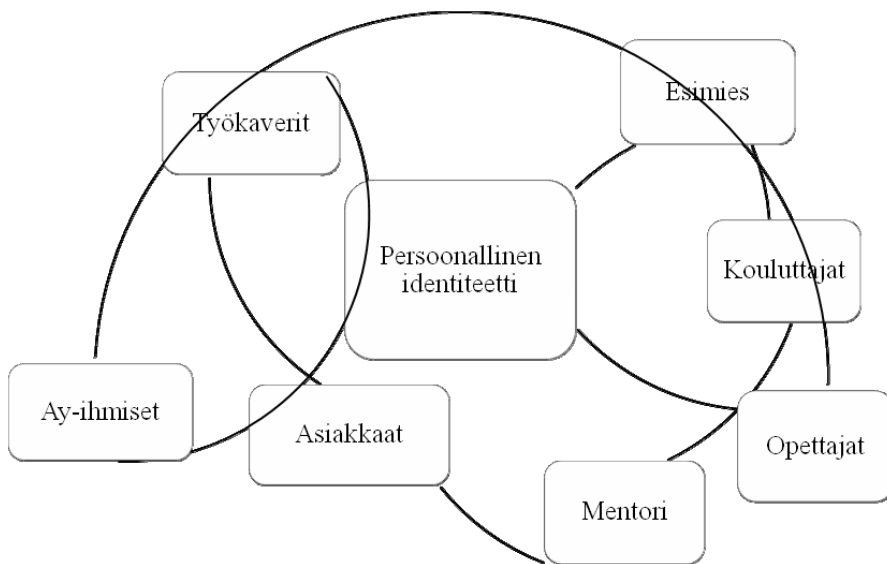 Esimies
Työkaverit
Persoonallinen
identiteetti
Kouluttajat
Ay-ihmiset
Asiakkaat
Opettajat
Mentori